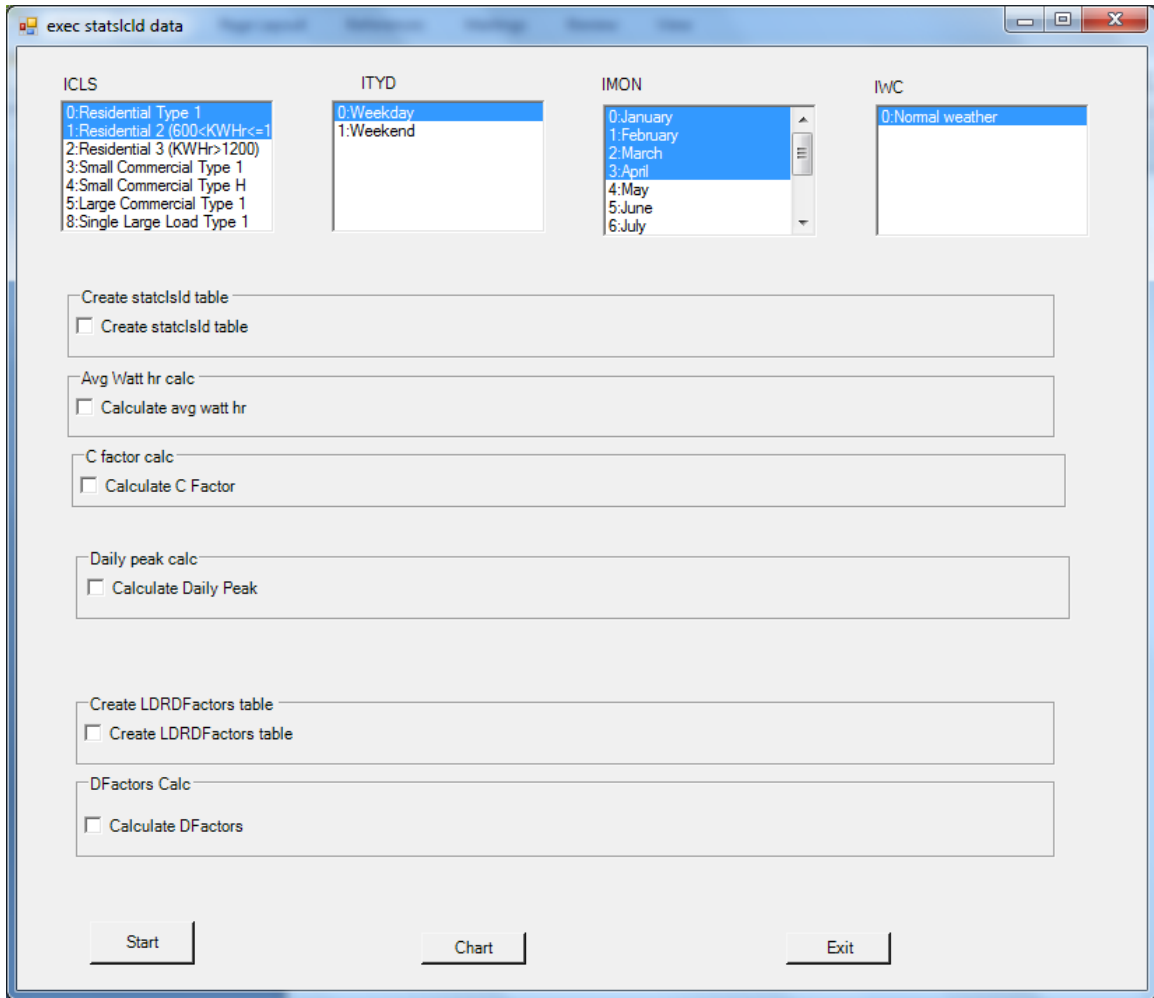 exec statslcld data
ICLS
ITYD
IMON
IWC
0:Residential Type 1
1:Residential 2 (600<KWHr<=1
2:Residential 3 (KWHr>1200)
3:Small Commercial Type 1
4:Small Commercial Type H
5:Large Commercial Type 1
8:Single Large Load Type 1
0:Weekday
1:Weekend
0:January
1:February
2:March
3:April
4:May
5:June
6:July
0:Normal weather
Create statclsld table
Create statclsld table
Avg Watt hr calc
Calculate avg watt hr
C factor calc
Calculate C Factor
Daily peak calc
Calculate Daily Peak
Create LDRDFactors table
Create LDRDFactors table
DFactors Calc
Calculate DFactors
Start
Chart
Exit